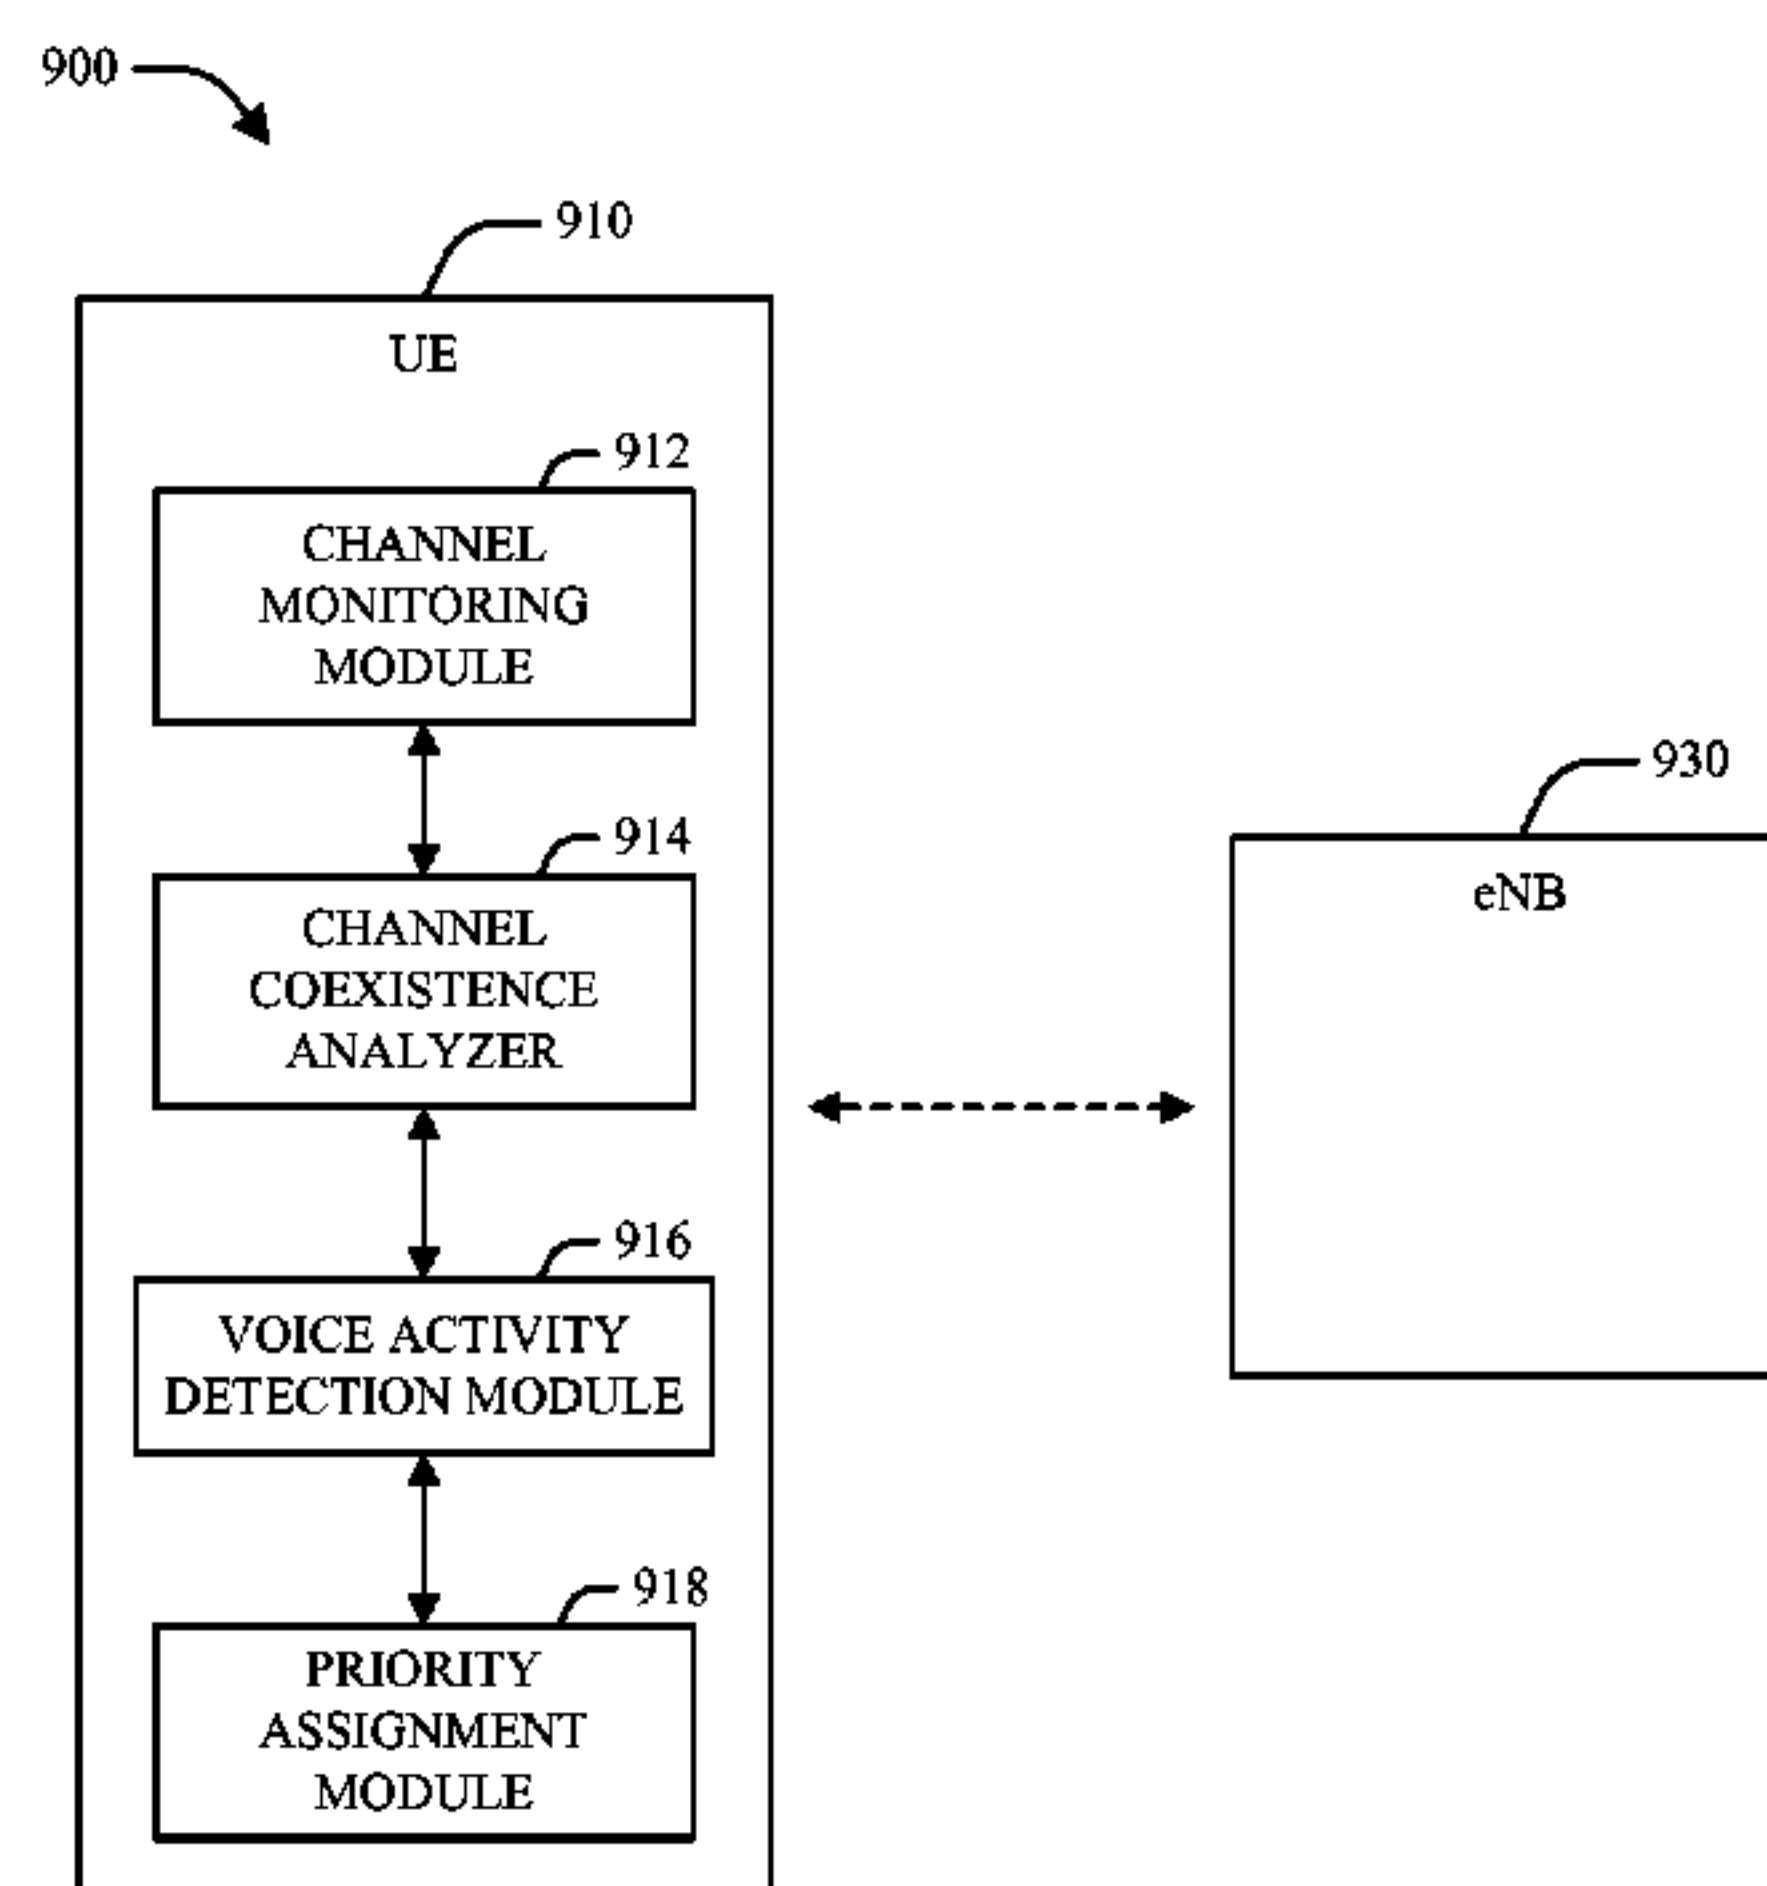 900
910
UE
912
CHANNEL
MONITORING
MODULE
914
CHANNEL
COEXISTENCE
ANALYZER
916
VOICE ACTIVITY
DETECTION MODULE
918
PRIORITY
ASSIGNMENT
MODULE
930
eNB